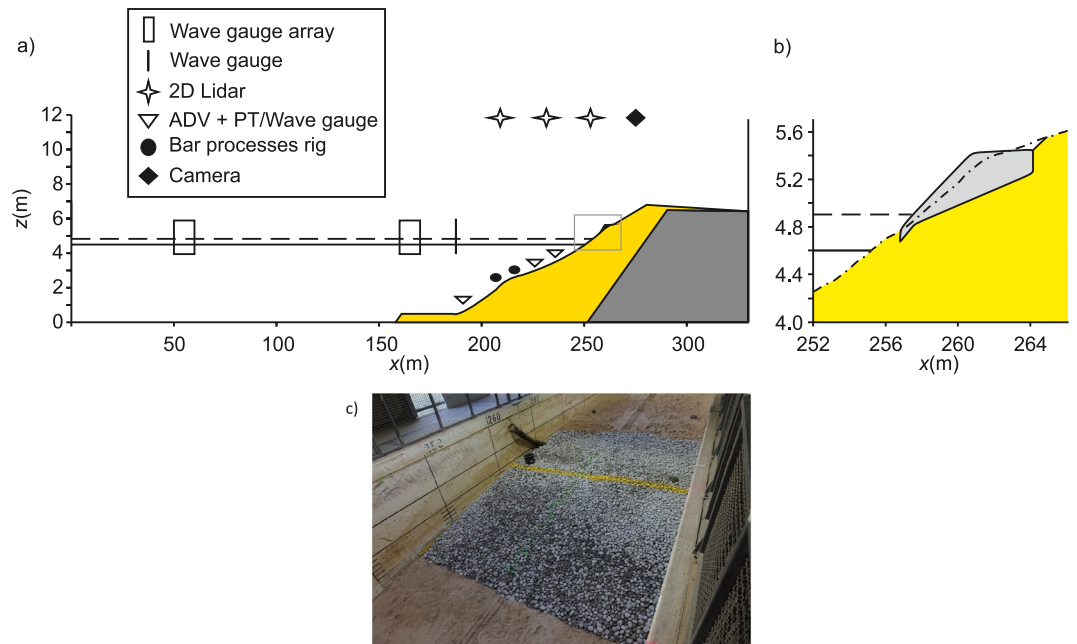 a)
Wave gauge array
Wave gauge
2D Lidar
ADV + PT/Wave gauge
Bar processes rig
Camera
12
10
8
6
4
2
0
z(m)
50 100 150 200 250 300
x(m)
b)
5.6
5.2
4.8
4.4
4.0
252 256 260 264
x(m)
c)
260